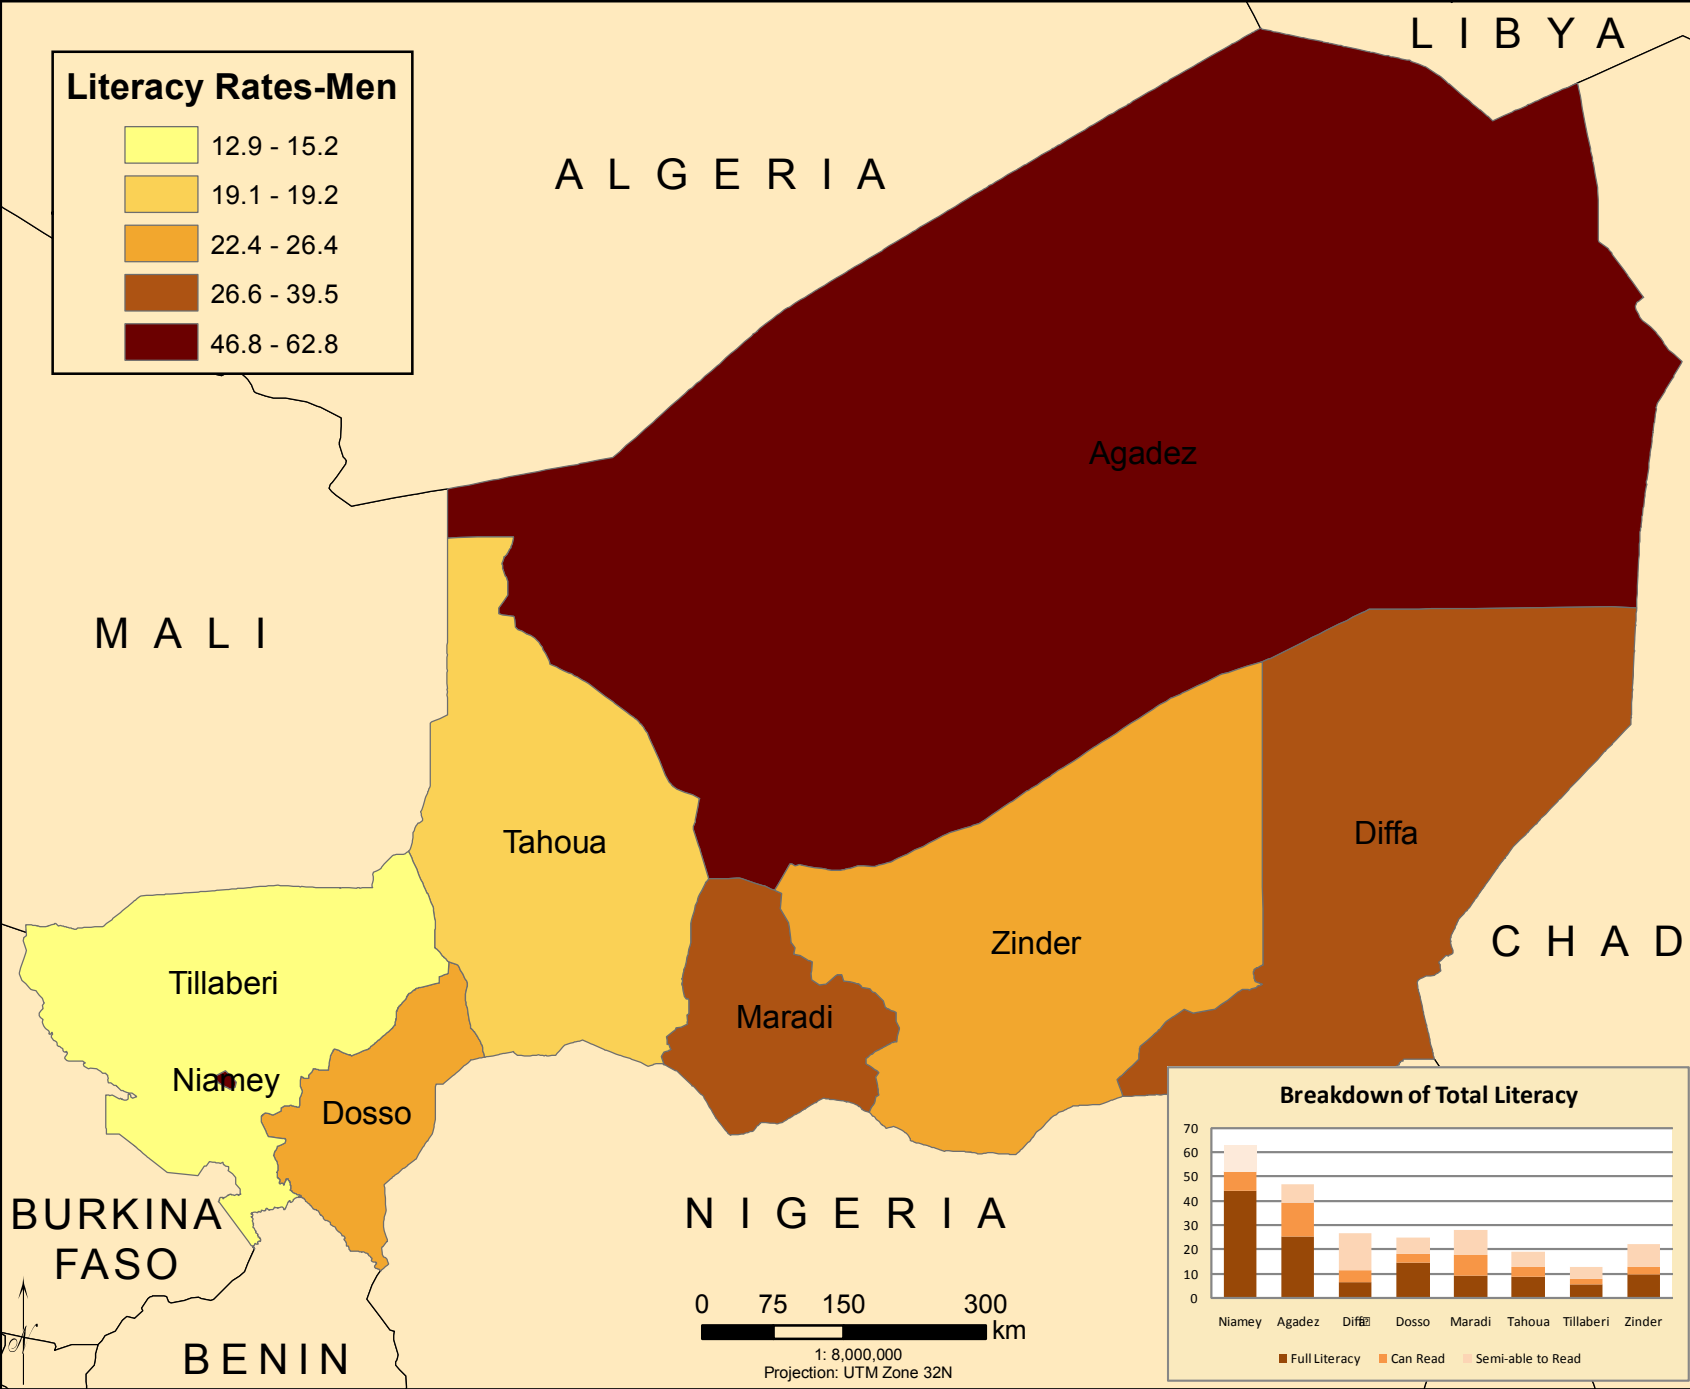 LIBYA
Literacy Rates-Men
12.9 - 15.2
19.1 - 19.2
22.4 - 26.4
26.6 - 39.5
46.8 - 62.8
ALGERIA
Agadez
MALI
Tahoua
Diffa
Zinder
CHAD
Tillaberi
Maradi
Niamey
Dosso
NIGERIA
BURKINA
FASO
BENIN
0 75 150 300
km
1: 8,000,000
Projection: UTM Zone 32N
Breakdown of Total Literacy
70
60
50
40
30
20
10
0
Niamey Agadez Dosso Maradi Tahoua Tillaberi Zinder
Full Literacy Can Read Semi-able to Read